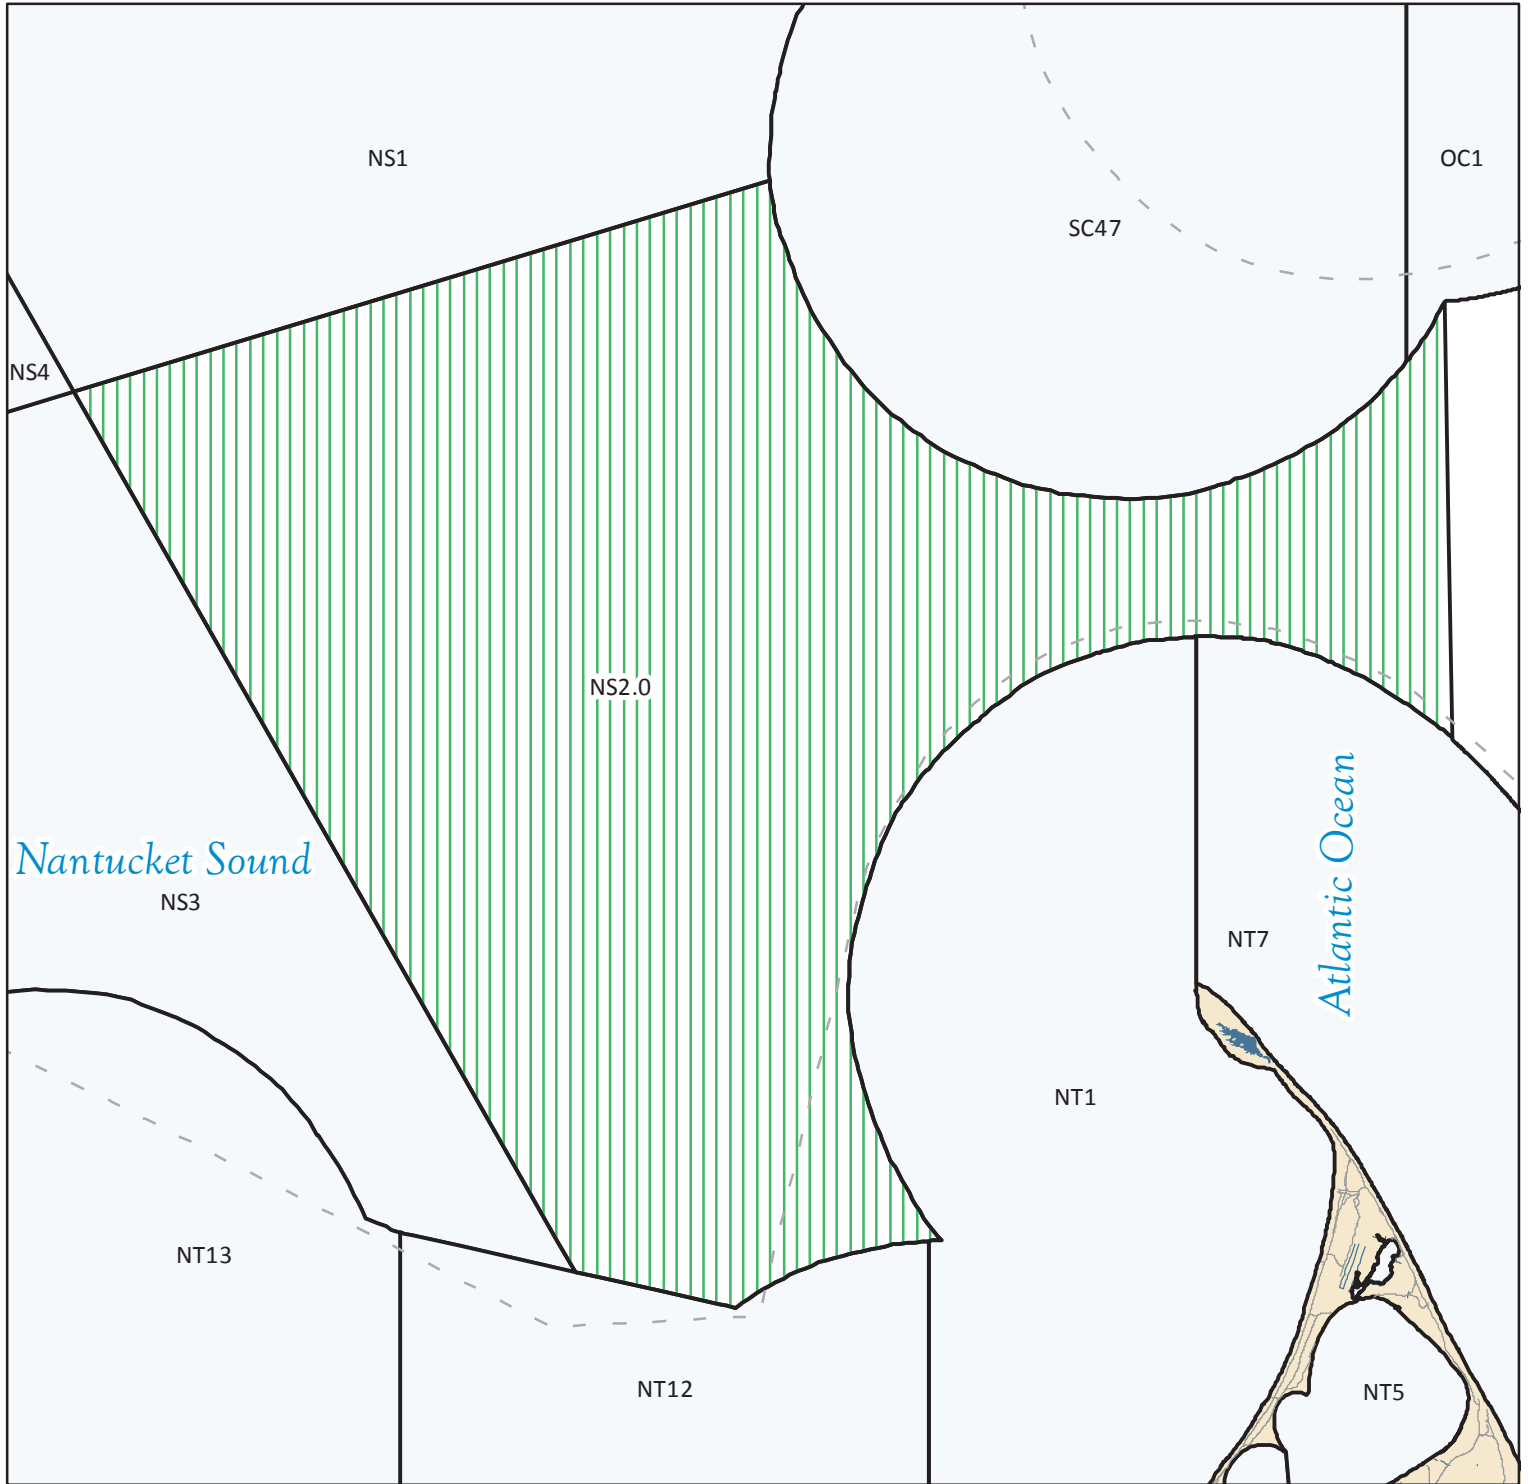 NS1
OC1
SC47
NS4
NS2.0
Nantucket Sound
NS3
Atlantic Ocean
NT7
NT1
NT13
NT12
NT5